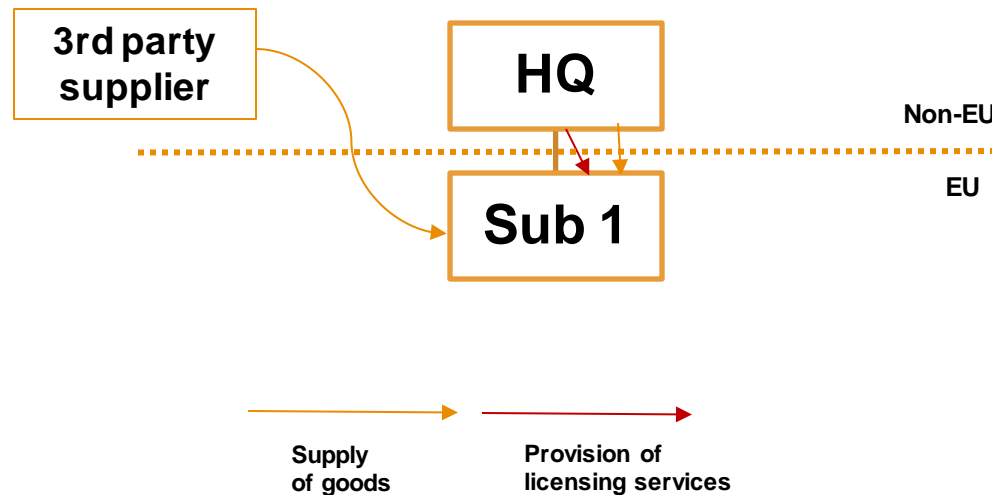 3rd party
supplier
HQ
Non-EU
EU
Sub 1
Supply
of goods
Provision of
licensing services